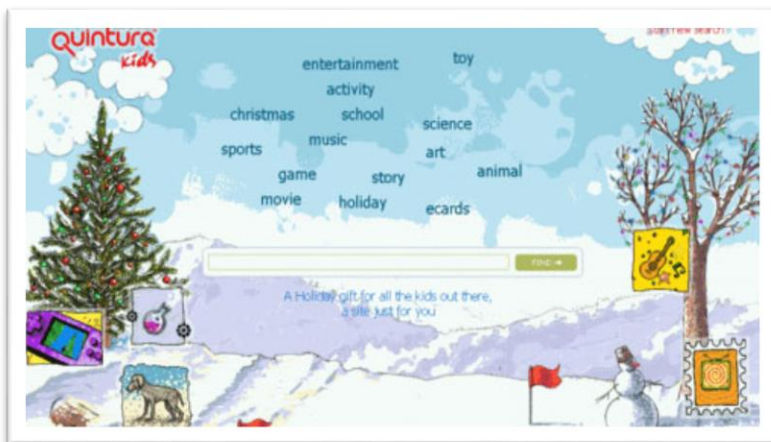 Quintura
kids
Start new search
entertainment
toy
activity
christmas
school
science
music
sports
art
game
story
animal
movie
holiday
ecards
FIND
A Holiday gift for all the kids out there,
a site just for you